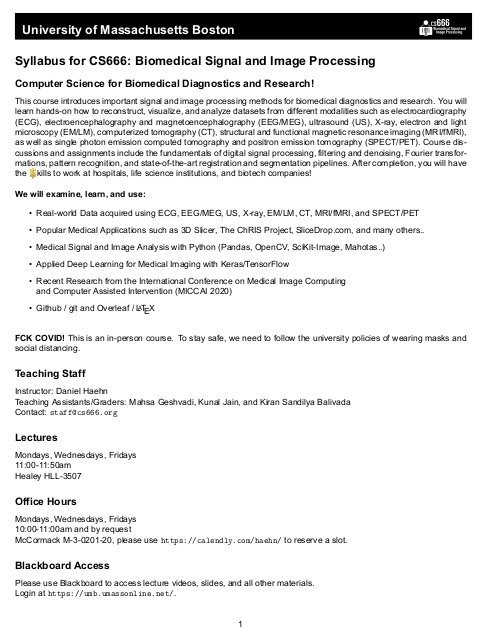 University of Massachusetts Boston
CS666
Biomedical Signal and
Image Processing
Syllabus for CS666: Biomedical Signal and Image Processing
Computer Science for Biomedical Diagnostics and Research!
This course introduces important signal and image processing methods for biomedical diagnostics and research. You will
learn hands-on how to reconstruct, visualize, and analyze datasets from different modalities such as electrocardiography
(ECG), electroencephalography and magnetoencephalography (EEG/MEG), ultrasound (US), X-ray, electron and light
microscopy (EM/LM), computerized tomography (CT), structural and functional magnetic resonance imaging (MRI/fMRI),
as well as single photon emission computed tomography and positron emission tomography (SPECT/PET). Course dis-
cussions and assignments include the fundamentals of digital signal processing, filtering and denoising, Fourier transfor-
mations, pattern recognition, and state-of-the-art registration and segmentation pipelines. After completion, you will have
the $kills to work at hospitals, life science institutions, and biotech companies!
We will examine, learn, and use:
• Real-world Data acquired using ECG, EEG/MEG, US, X-ray, EM/LM, CT, MRI/fMRI, and SPECT/PET
• Popular Medical Applications such as 3D Slicer, The ChRIS Project, SliceDrop.com, and many others..
• Medical Signal and Image Analysis with Python (Pandas, OpenCV, SciKit-Image, Mahotas..)
• Applied Deep Learning for Medical Imaging with Keras/TensorFlow
• Recent Research from the International Conference on Medical Image Computing
and Computer Assisted Intervention (MICCAI 2020)
• Github / git and Overleaf / LATEX
FCK COVID! This is an in-person course. To stay safe, we need to follow the university policies of wearing masks and
social distancing.
Teaching Staff
Instructor: Daniel Haehn
Teaching Assistants/Graders: Mahsa Geshvadi, Kunal Jain, and Kiran Sandilya Balivada
Contact: staff@cs666.org
Lectures
Mondays, Wednesdays, Fridays
11:00-11:50am
Healey HLL-3507
Office Hours
Mondays, Wednesdays, Fridays
10:00-11:00am and by request
McCormack M-3-0201-20, please use https://calendly.com/haehn/ to reserve a slot.
Blackboard Access
Please use Blackboard to access lecture videos, slides, and all other materials.
Login at https://umb.umassonline.net/.
1